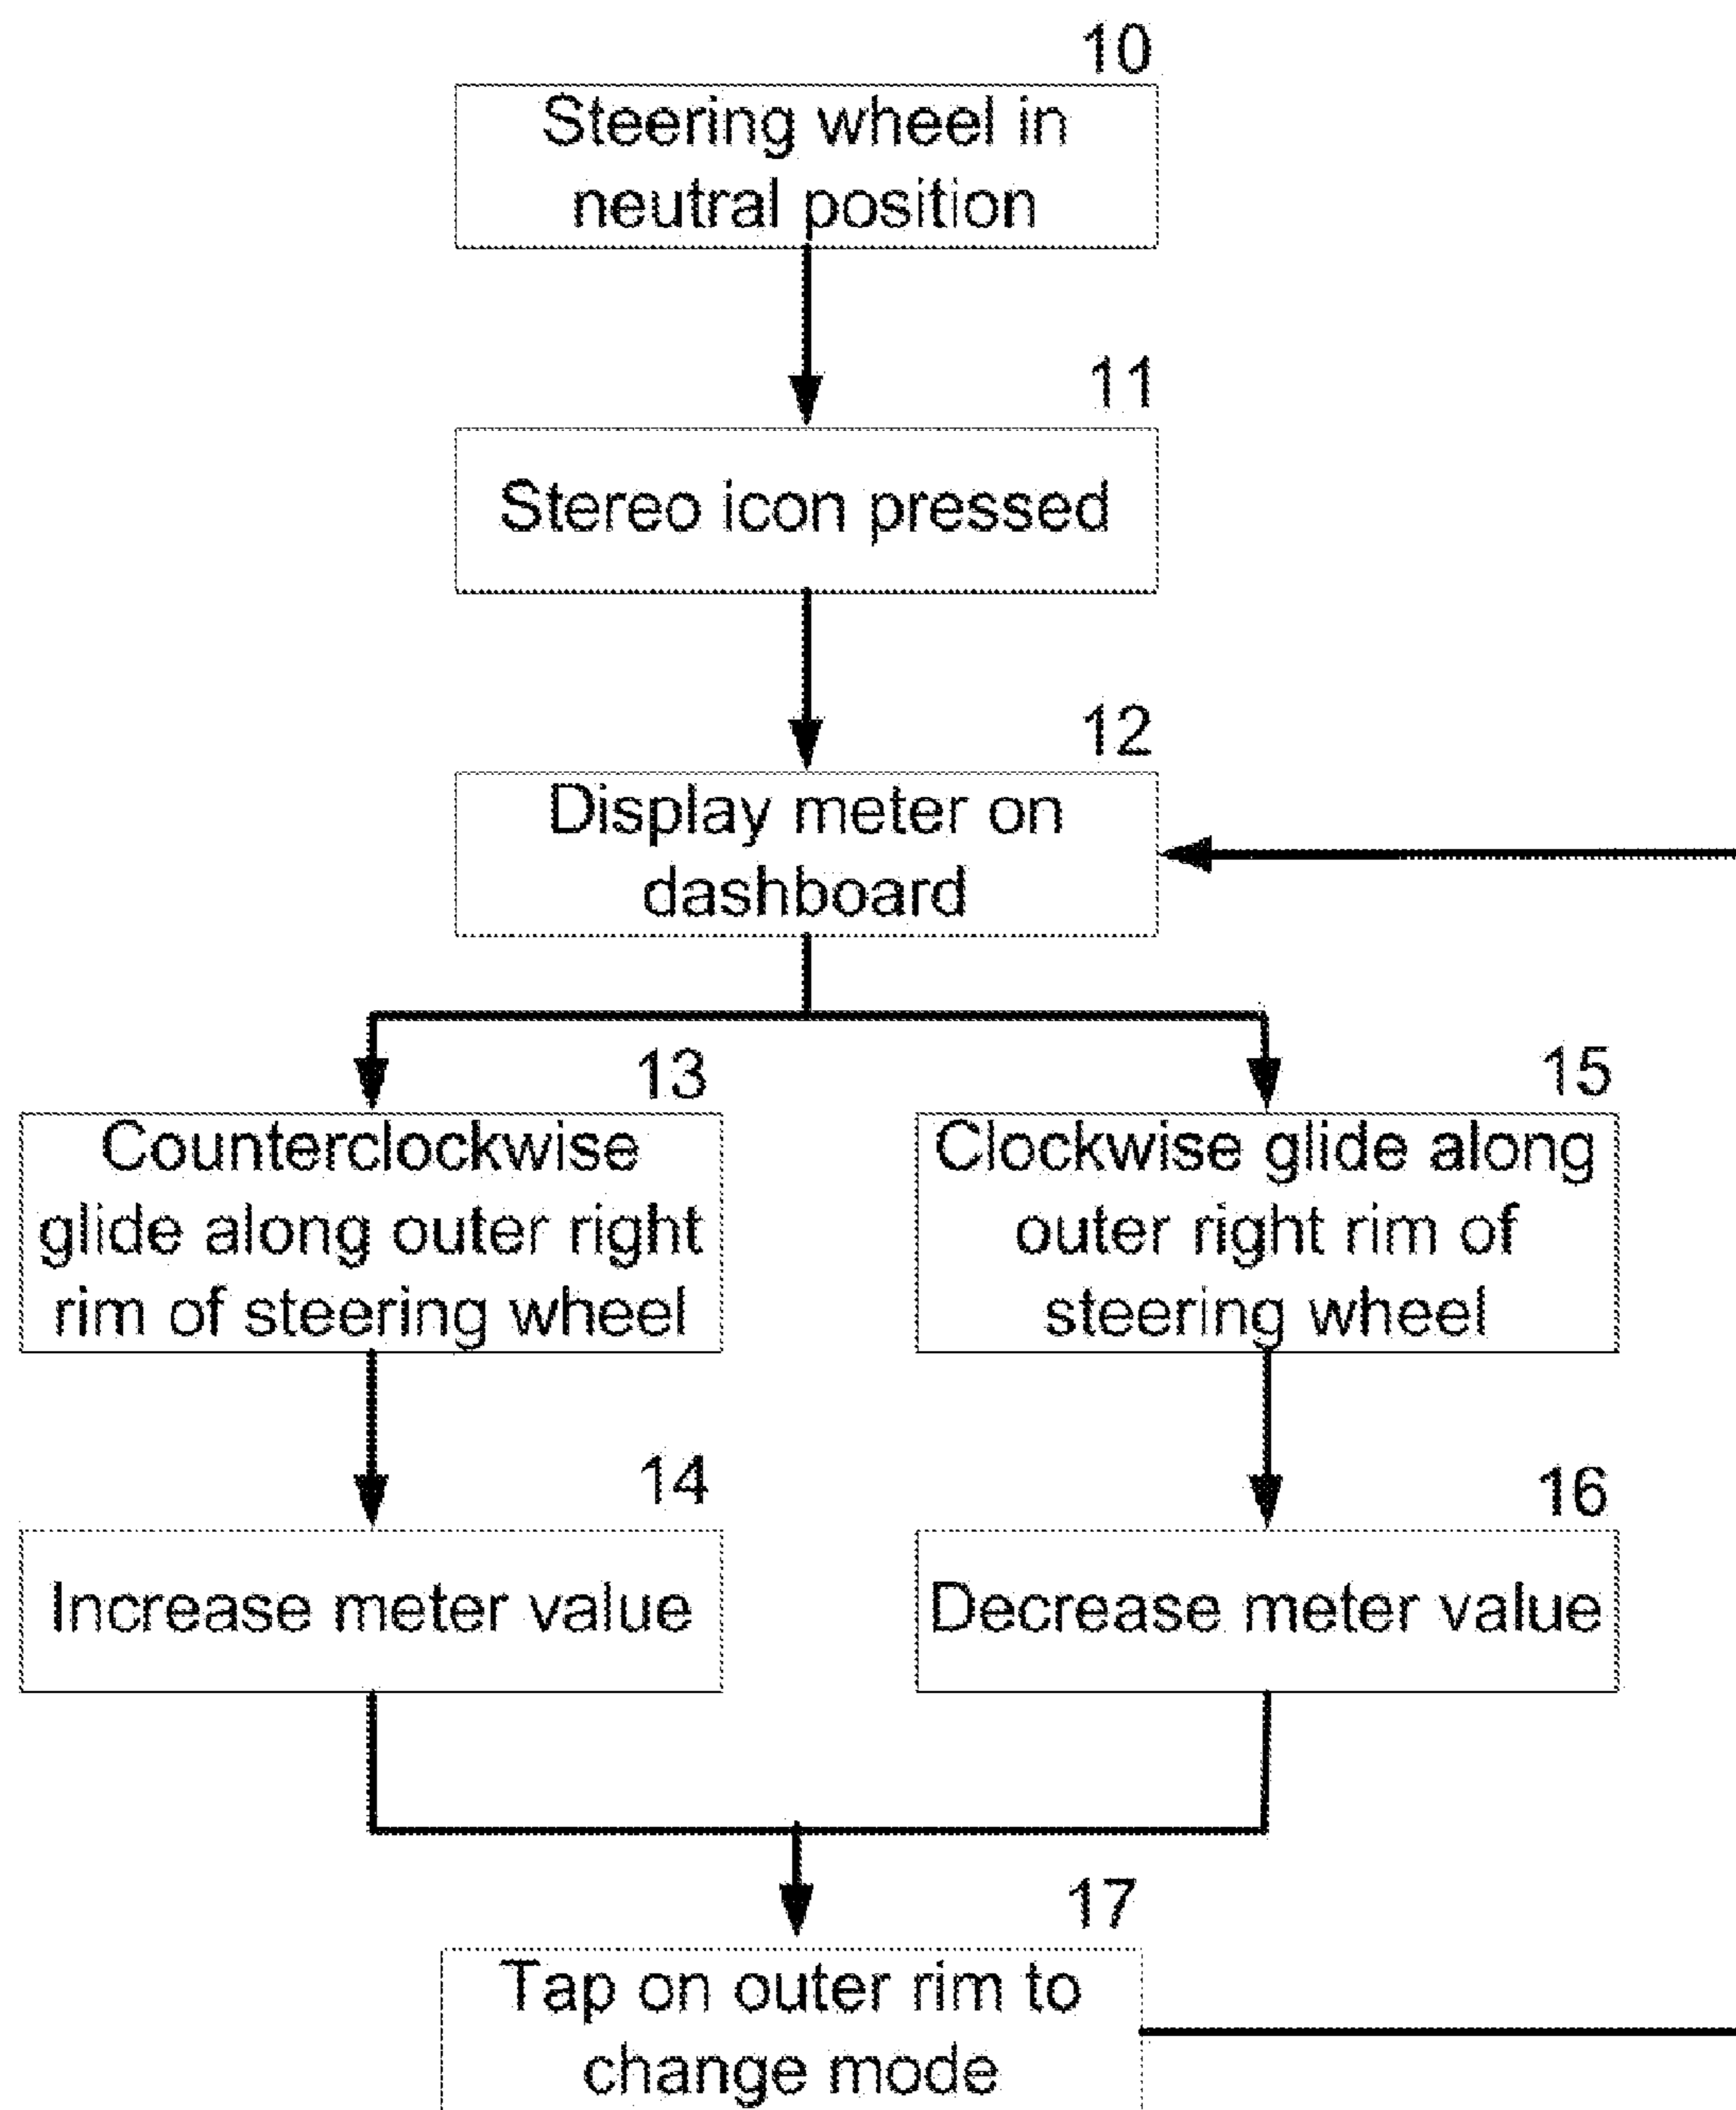 10
Steering wheel in
neutral position
11
Stereo icon pressed
12
Display meter on
dashboard
13
Counterclockwise
glide along outer right
rim of steering wheel
15
Clockwise glide along
outer right rim of
steering wheel
14
Increase meter value
16
Decrease meter value
17
Tap on outer rim to
change mode